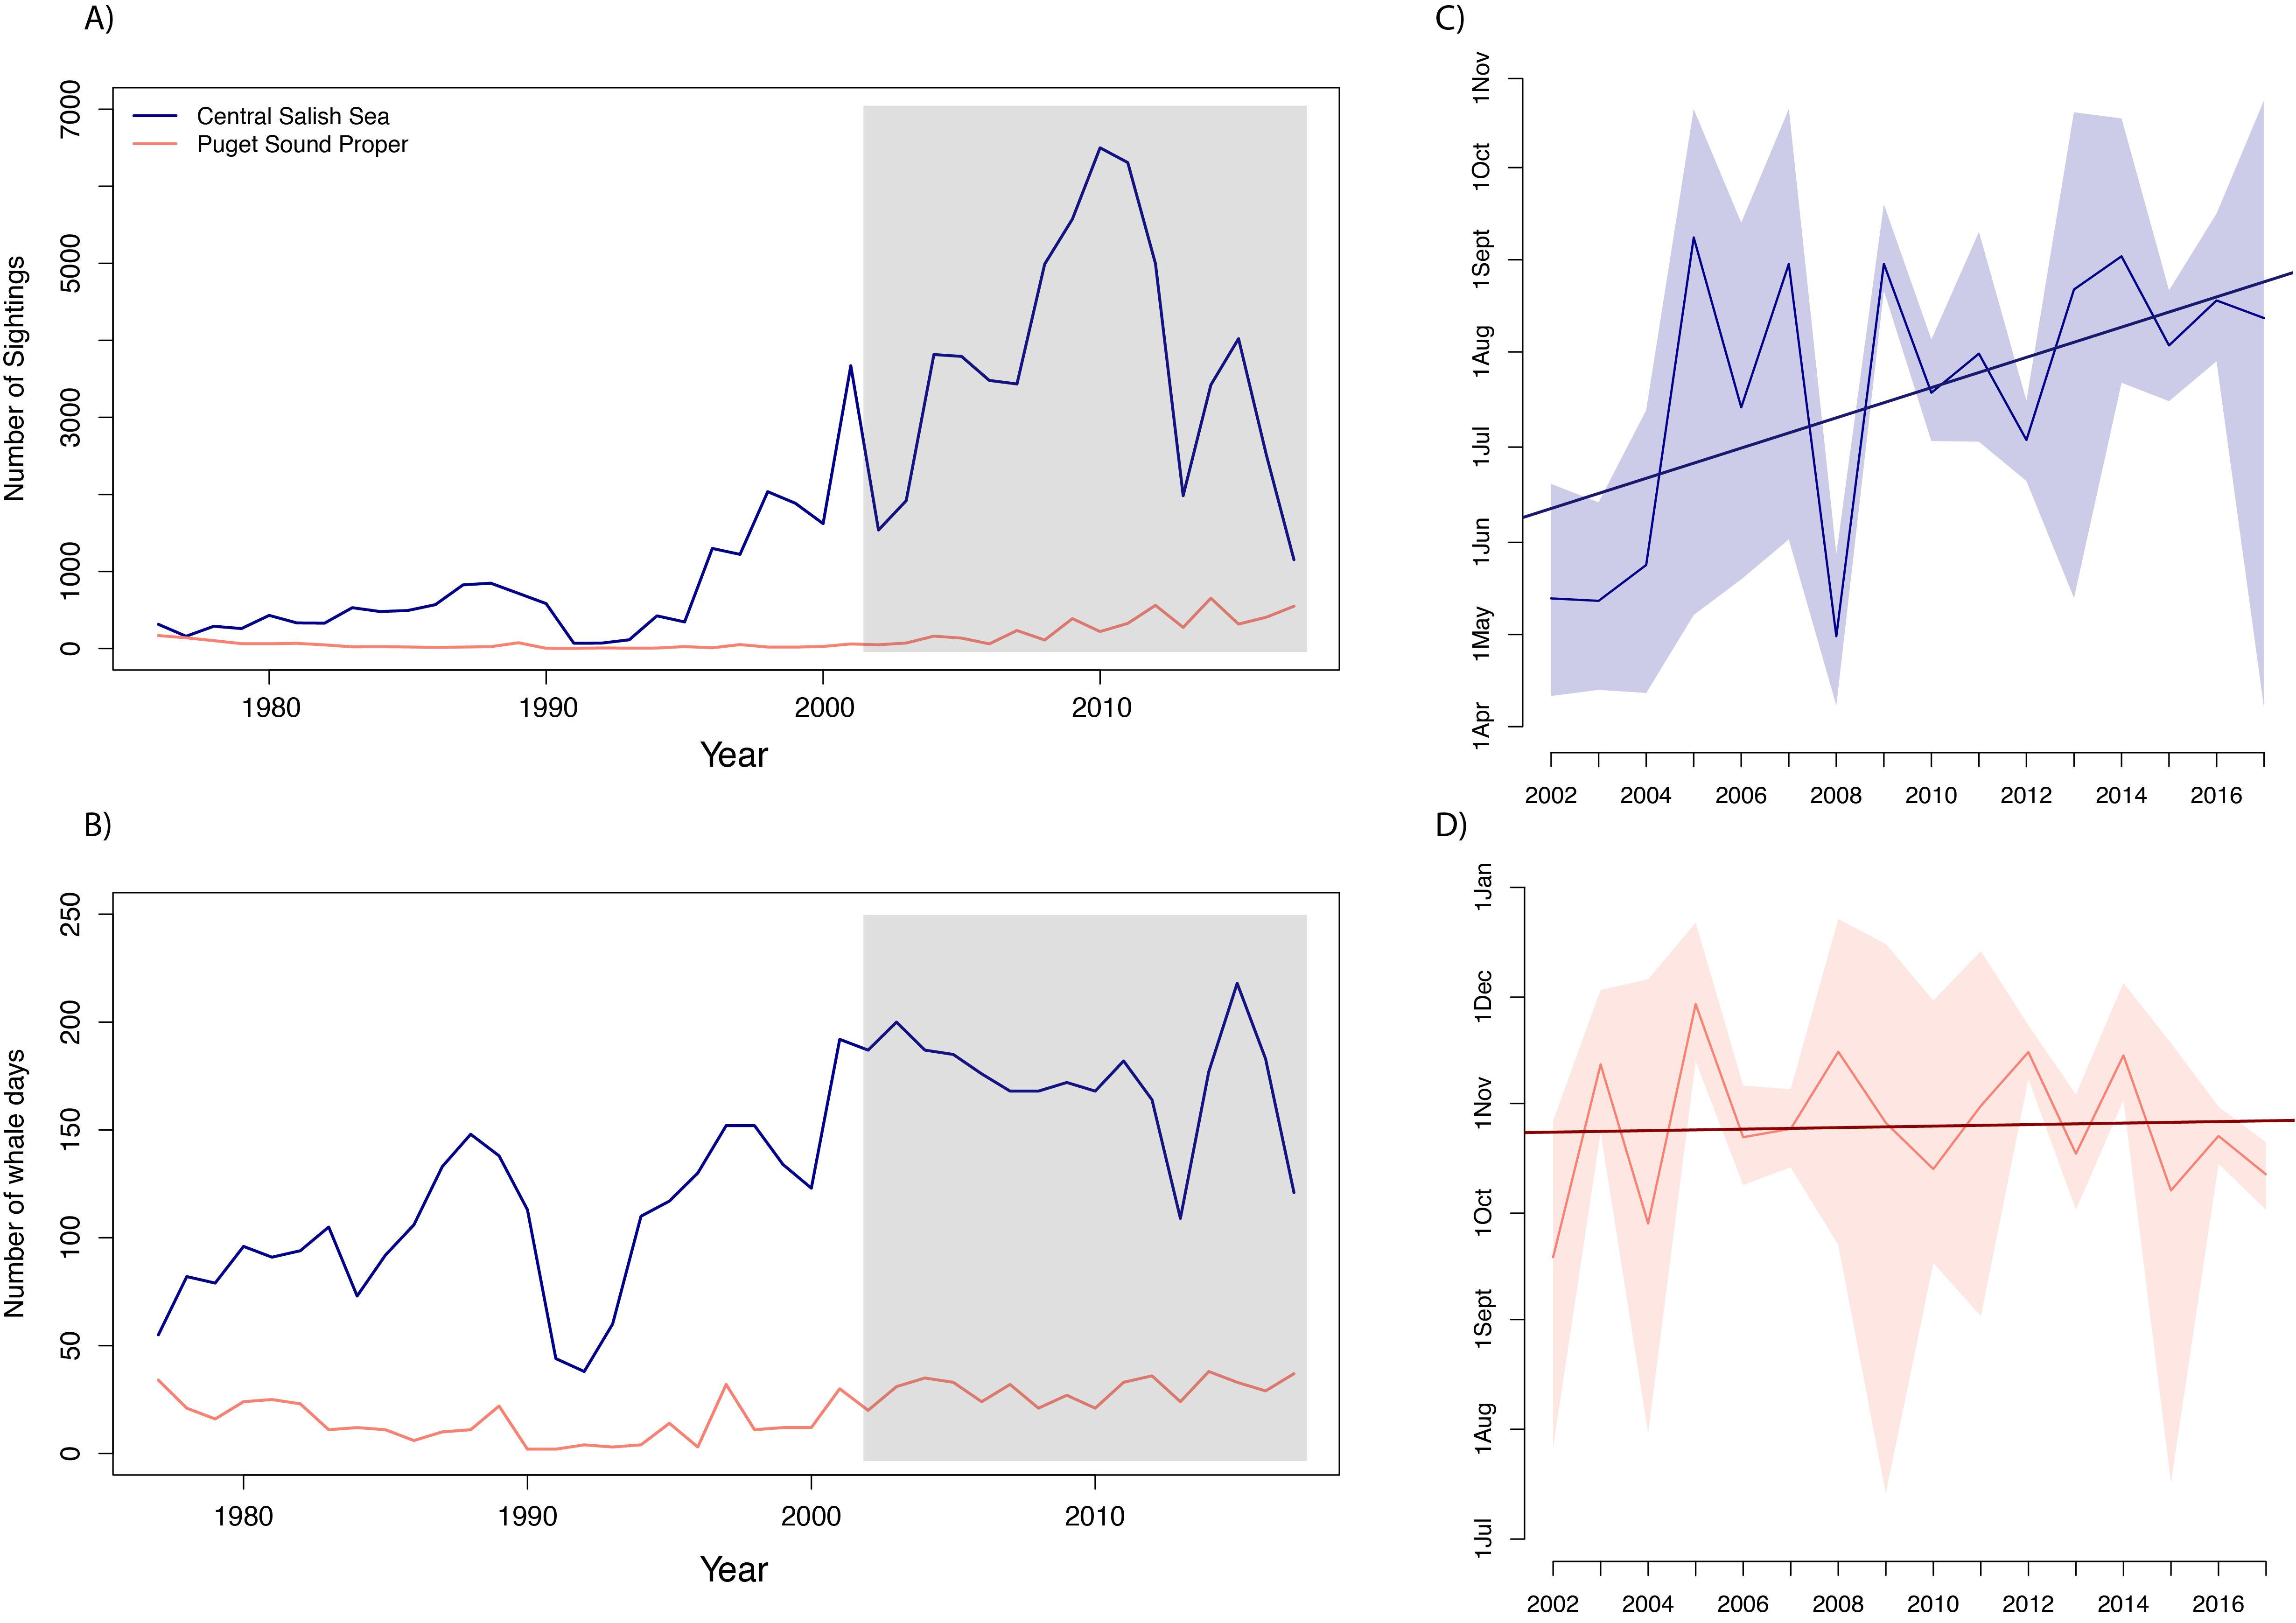 A)
Number of Sightings
7000
5000
3000
1000
0
Central Salish Sea
Puget Sound Proper
1980 1990 2000 2010
Year
B)
Number of whale days
250
200
150
100
50
0
1980 1990 2000 2010
Year
C)
1Nov
1Oct
1Sept
1Aug
1Jul
1Jun
1May
1Apr
2002 2004 2006 2008 2010 2012 2014 2016
D)
1Jan
1Dec
1Nov
1Oct
1Sept
1Aug
1Jul
2002 2004 2006 2008 2010 2012 2014 2016